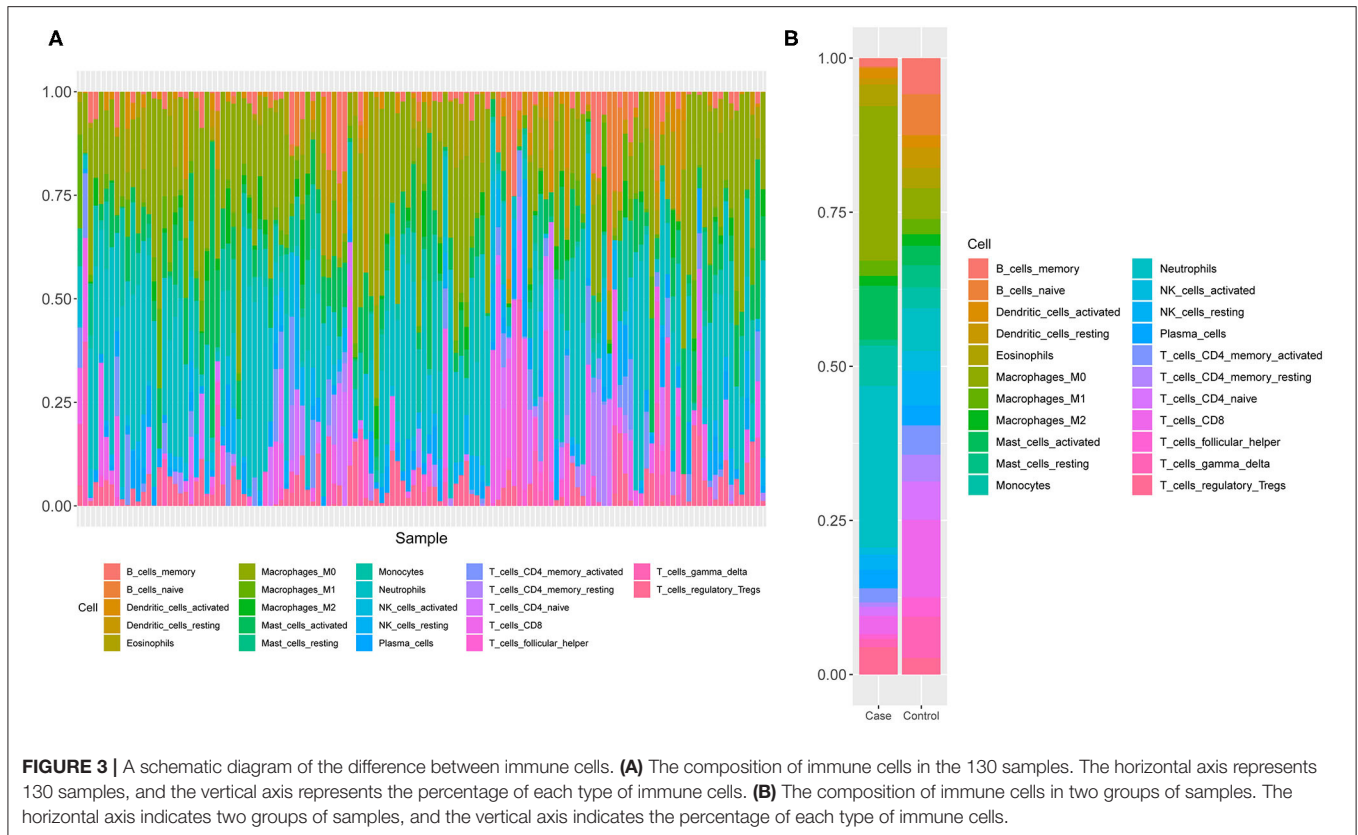 A
1.00
0.75
0.50
0.25
0.00
Sample
Cell
B_cells_memory
B_cells_naive
Dendritic_cells_activated
Dendritic_cells_resting
Eosinophils
Macrophages_M0
Macrophages_M1
Macrophages_M2
Mast_cells_activated
Mast_cells_resting
Monocytes
Neutrophils
NK_cells_activated
NK_cells_resting
Plasma_cells
T_cells_CD4_memory_activated
T_cells_CD4_memory_resting
T_cells_CD4_naive
T_cells_CD8
T_cells_follicular_helper
T_cells_gamma_delta
T_cells_regulatory_Tregs
B
1.00
0.75
0.50
0.25
0.00
Case Control
Cell
B_cells_memory
B_cells_naive
Dendritic_cells_activated
Dendritic_cells_resting
Eosinophils
Macrophages_M0
Macrophages_M1
Macrophages_M2
Mast_cells_activated
Mast_cells_resting
Monocytes
Neutrophils
NK_cells_activated
NK_cells_resting
Plasma_cells
T_cells_CD4_memory_activated
T_cells_CD4_memory_resting
T_cells_CD4_naive
T_cells_CD8
T_cells_follicular_helper
T_cells_gamma_delta
T_cells_regulatory_Tregs
FIGURE 3 | A schematic diagram of the difference between immune cells. (A) The composition of immune cells in the 130 samples. The horizontal axis represents
130 samples, and the vertical axis represents the percentage of each type of immune cells. (B) The composition of immune cells in two groups of samples. The
horizontal axis indicates two groups of samples, and the vertical axis indicates the percentage of each type of immune cells.